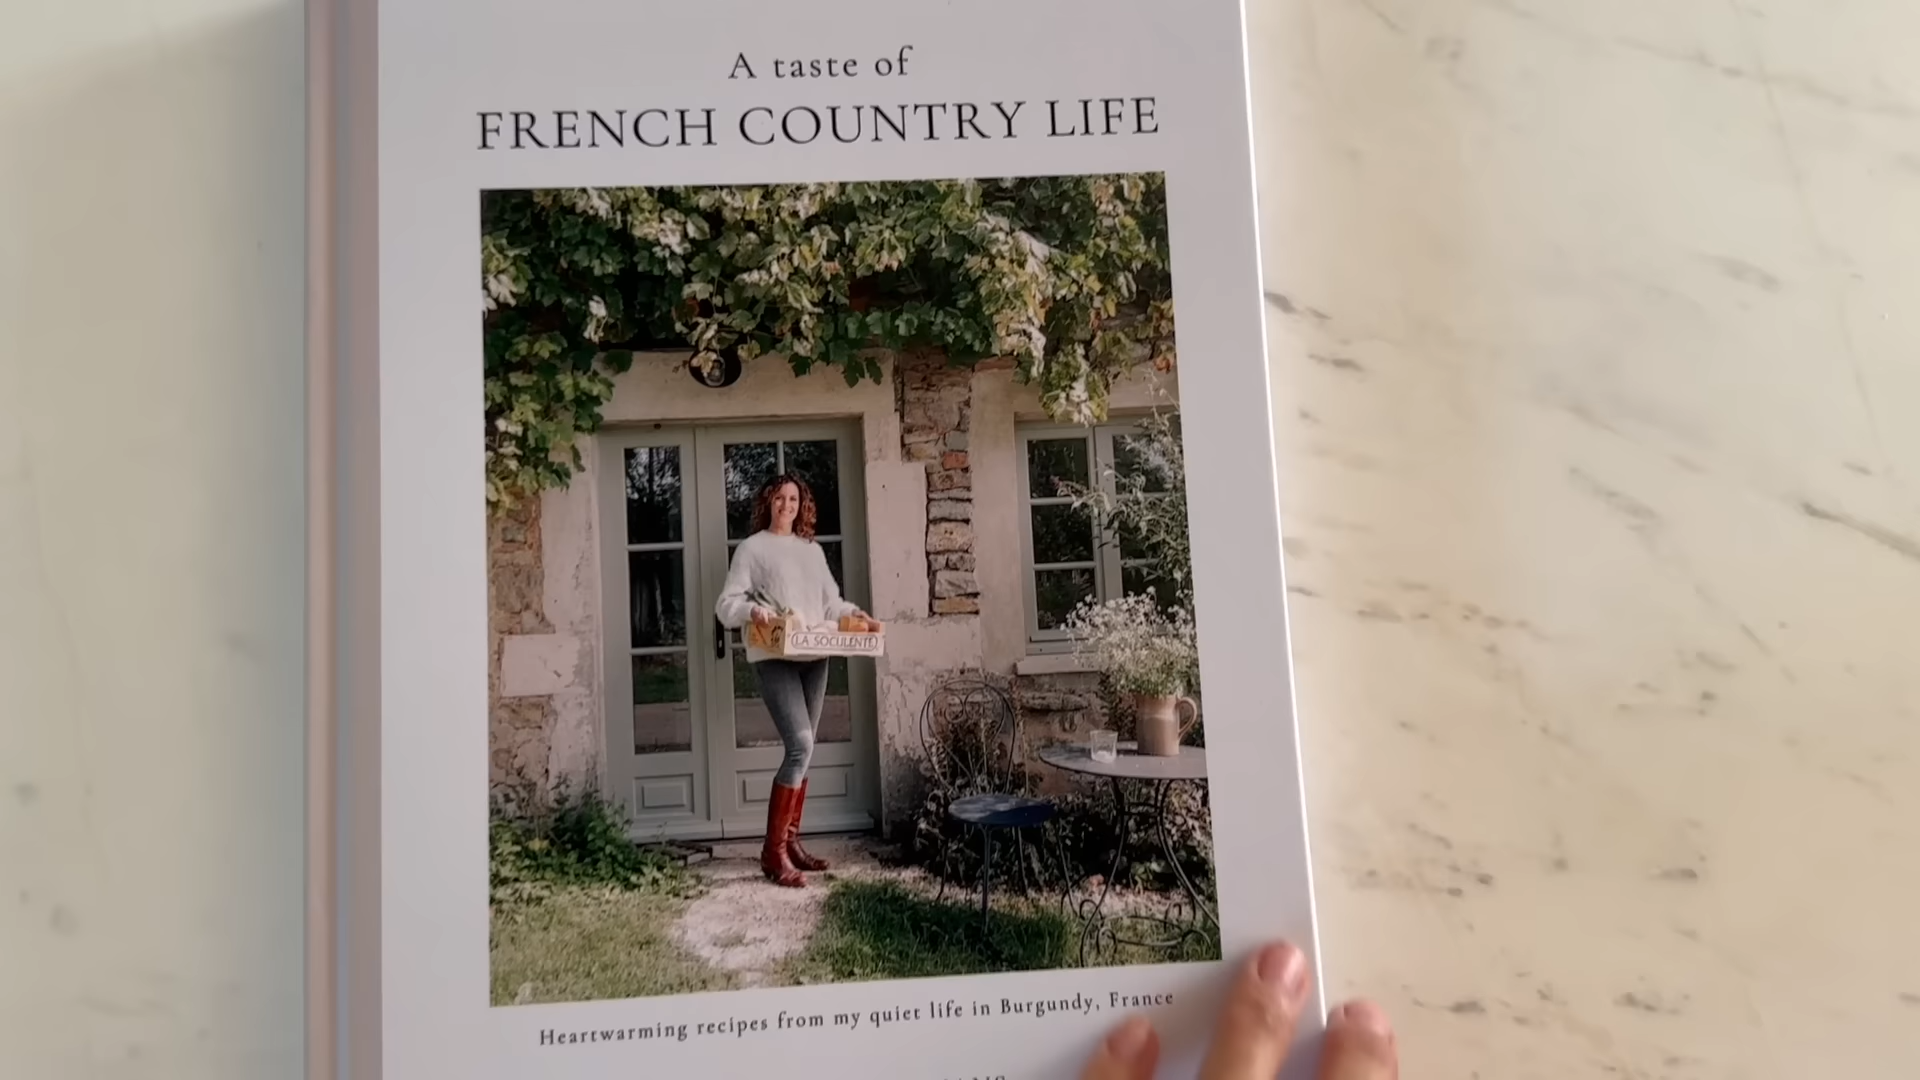 A taste of
FRENCH COUNTRY LIFE
LA SOCULENTE
Heartwarming recipes from my quiet life in Burgundy, France